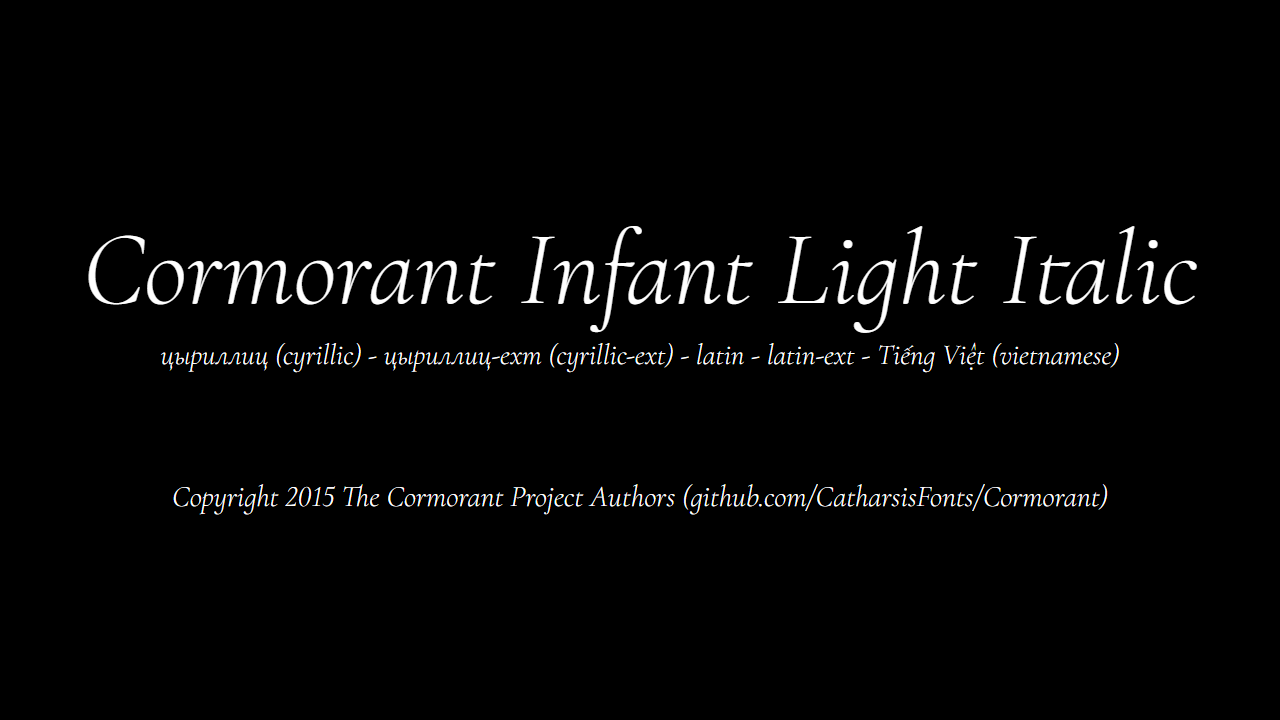 Cormorant Infant Light Italic
цыриллиц (cyrillic) - цыриллиц-ext (cyrillic-ext) - latin - latin-ext - Tiếng Việt (vietnamese)
Copyright 2015 The Cormorant Project Authors (github.com/CatharsisFonts/Cormorant)